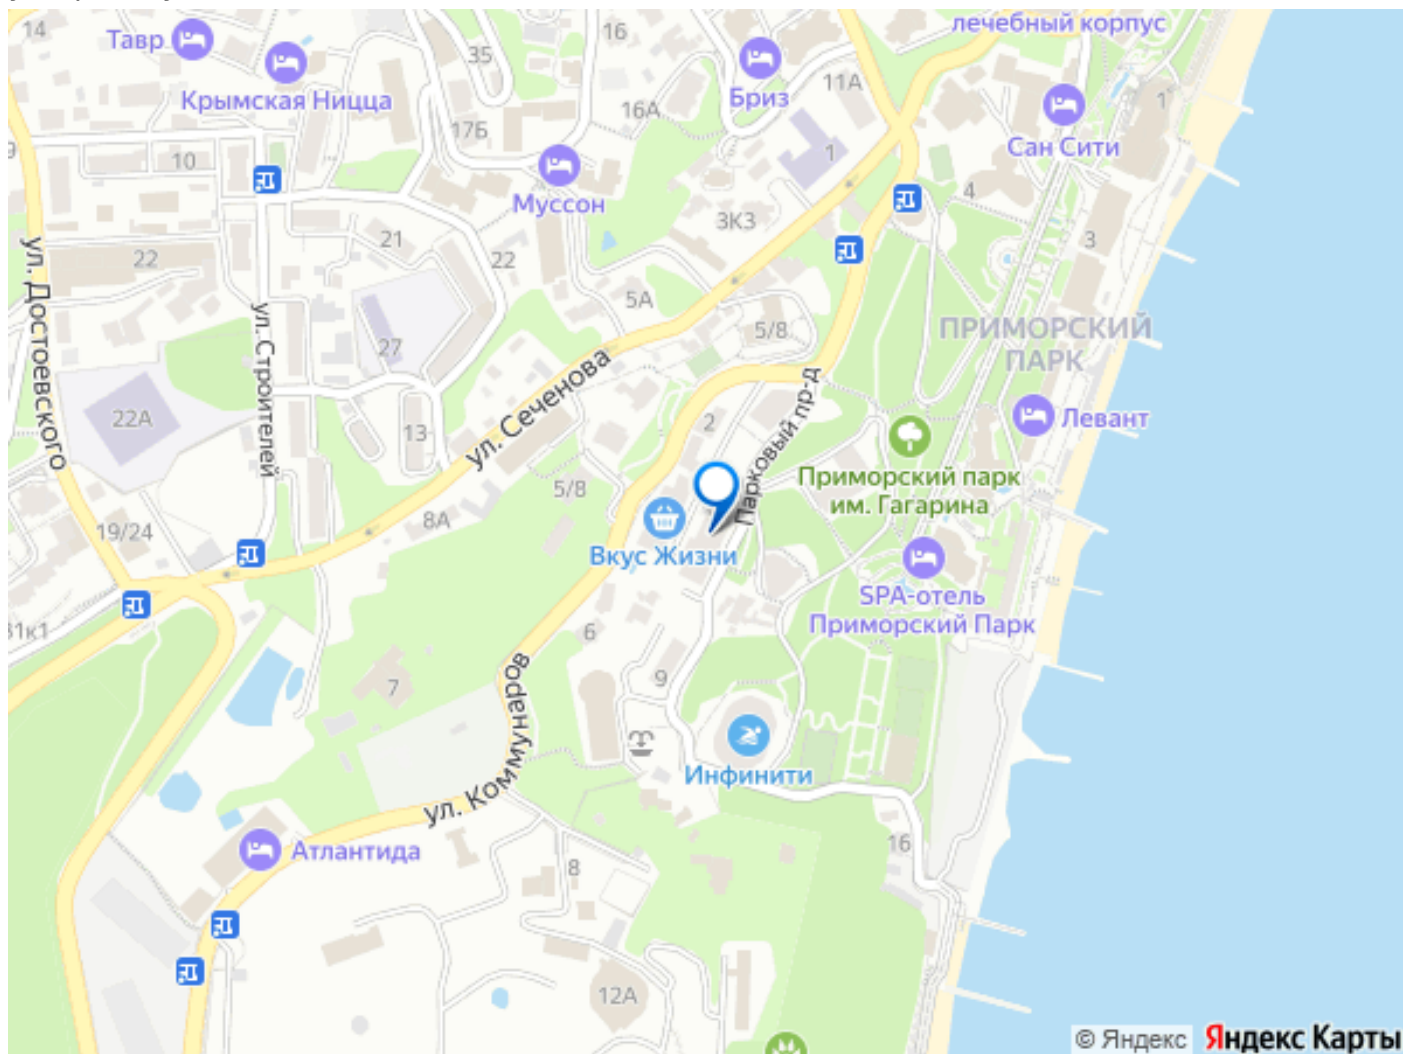 14
Тавр
35
16
лечебный корпус
Крымская Ницца
Бриз
11А
1
16А
17Б
Сан Сити
9
10
1
Муссон
4
3К3
21
22
22
3
5А
ул. Достоевского
ул. Строителей
5/8
ПРИМОРСКИЙ
ПАРК
27
ул. Сеченова
Парковый пр-д
22А
13
2
Левант
Приморский парк
им. Гагарина
5/8
19/24
8А
Вкус Жизни
SPA-отель
Приморский Парк
31к1
6
7
9
ул. Коммунаров
Инфинити
Атлантида
16
8
12А
© Яндекс
Яндекс Карты